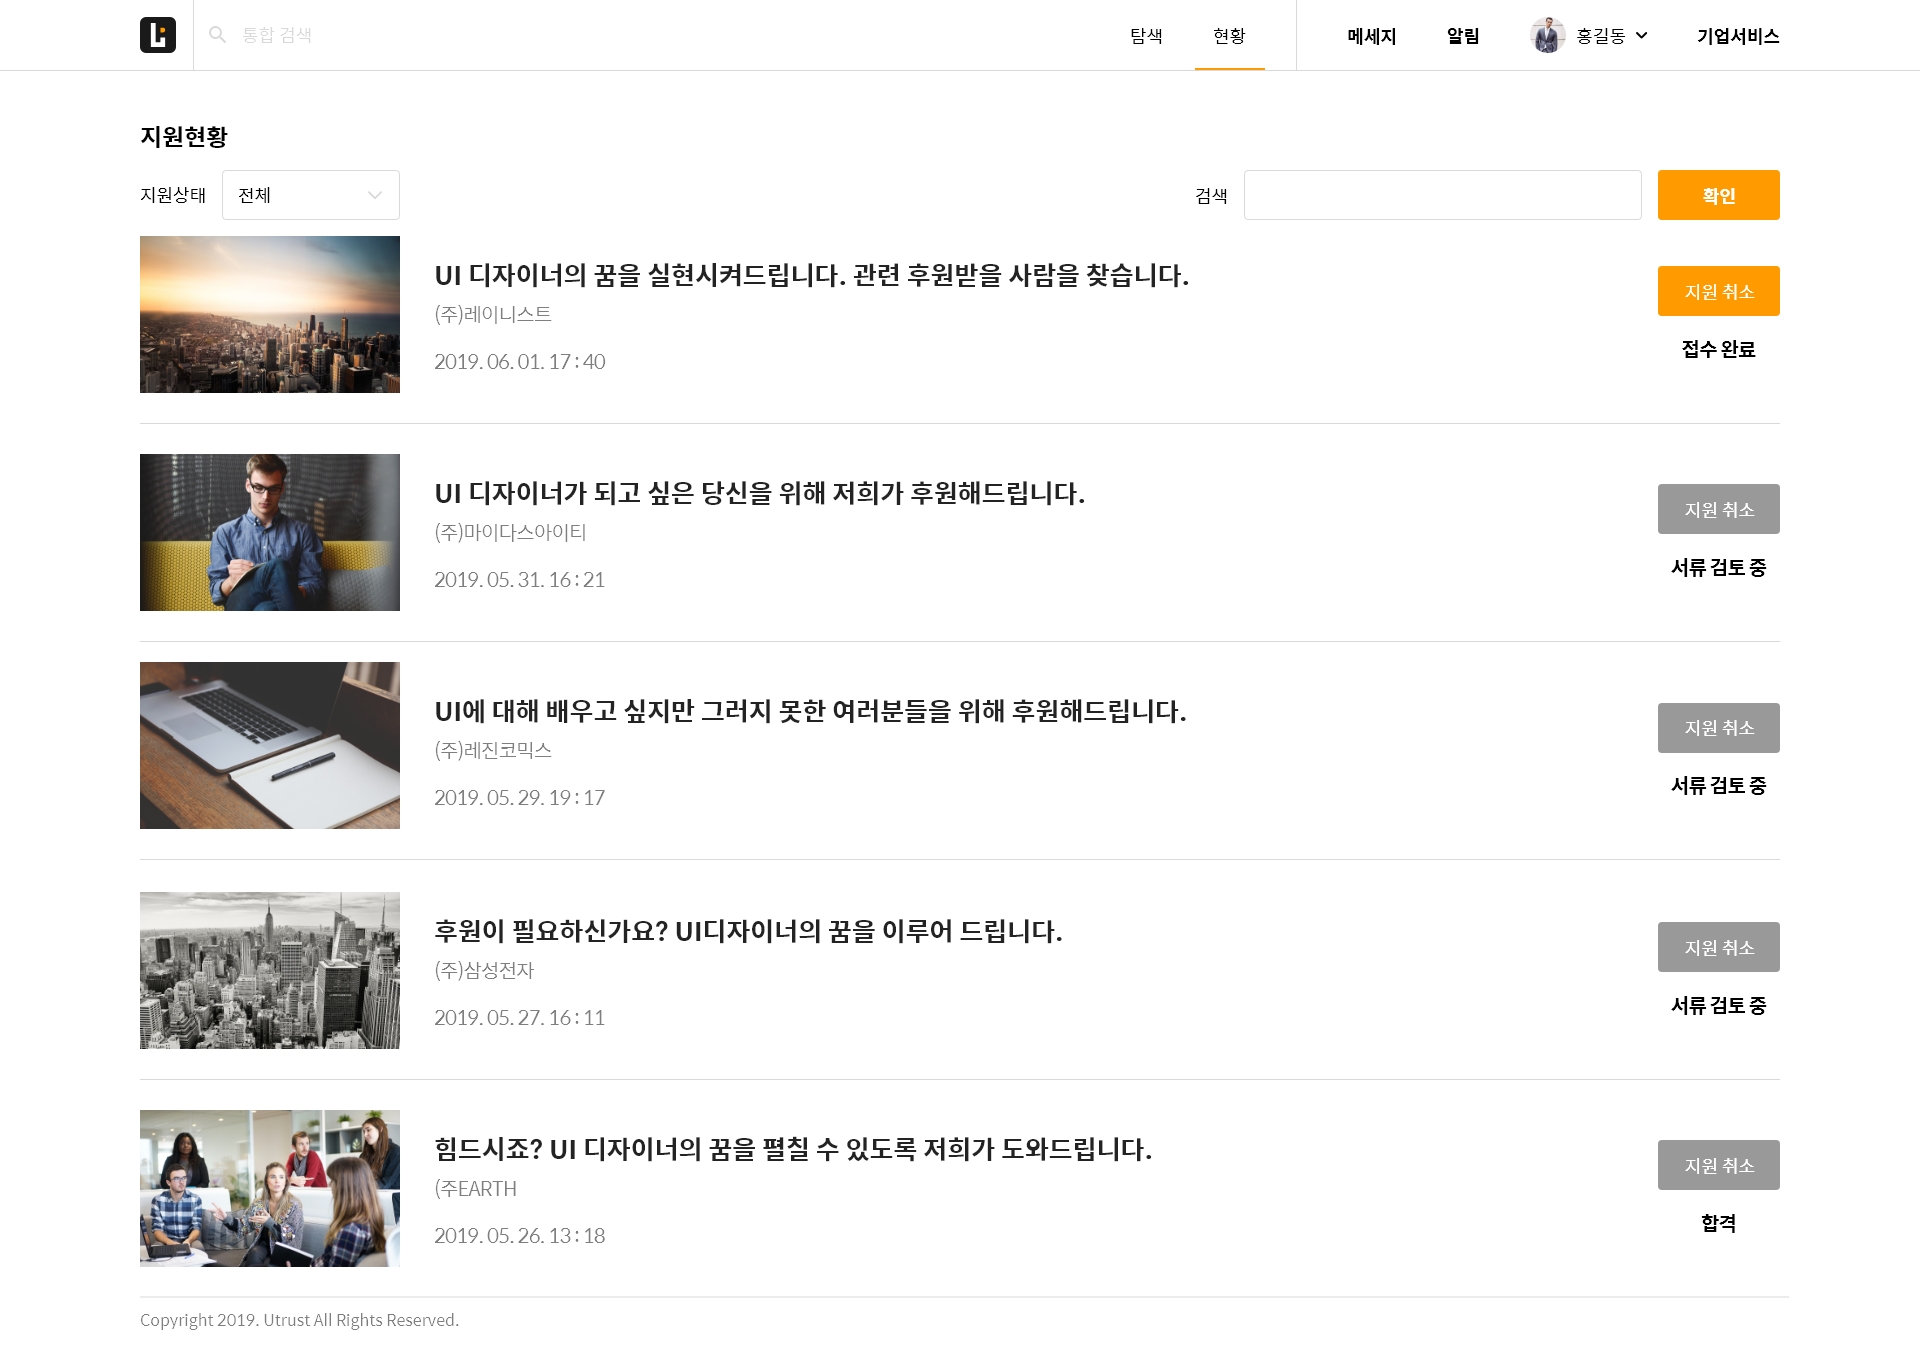 통합 검색
탐색
현황
메세지
알림
홍길동
기업서비스
지원현황
지원상태
전체
검색
확인
UI 디자이너의 꿈을 실현시켜드립니다. 관련 후원받을 사람을 찾습니다.
(주)레이니스트
2019. 06. 01. 17 : 40
지원 취소
접수 완료
UI 디자이너가 되고 싶은 당신을 위해 저희가 후원해드립니다.
(주)마이다스아이티
2019. 05. 31. 16 : 21
지원 취소
서류 검토 중
UI에 대해 배우고 싶지만 그러지 못한 여러분들을 위해 후원해드립니다.
(주)레진코믹스
2019. 05. 29. 19 : 17
지원 취소
서류 검토 중
후원이 필요하신가요? UI디자이너의 꿈을 이루어 드립니다.
(주)삼성전자
2019. 05. 27. 16 : 11
지원 취소
서류 검토 중
힘드시죠? UI 디자이너의 꿈을 펼칠 수 있도록 저희가 도와드립니다.
(주EARTH
2019. 05. 26. 13 : 18
지원 취소
합격
Copyright 2019. Utrust All Rights Reserved.